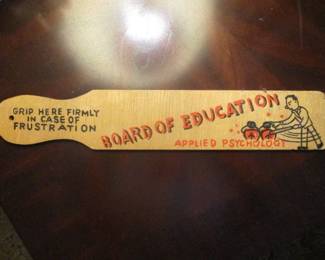 GRIP HERE FIRMLY
IN CASE OF
FRUSTRATION
BOARD OF EDUCATION
APPLIED PSYCHOLOGY